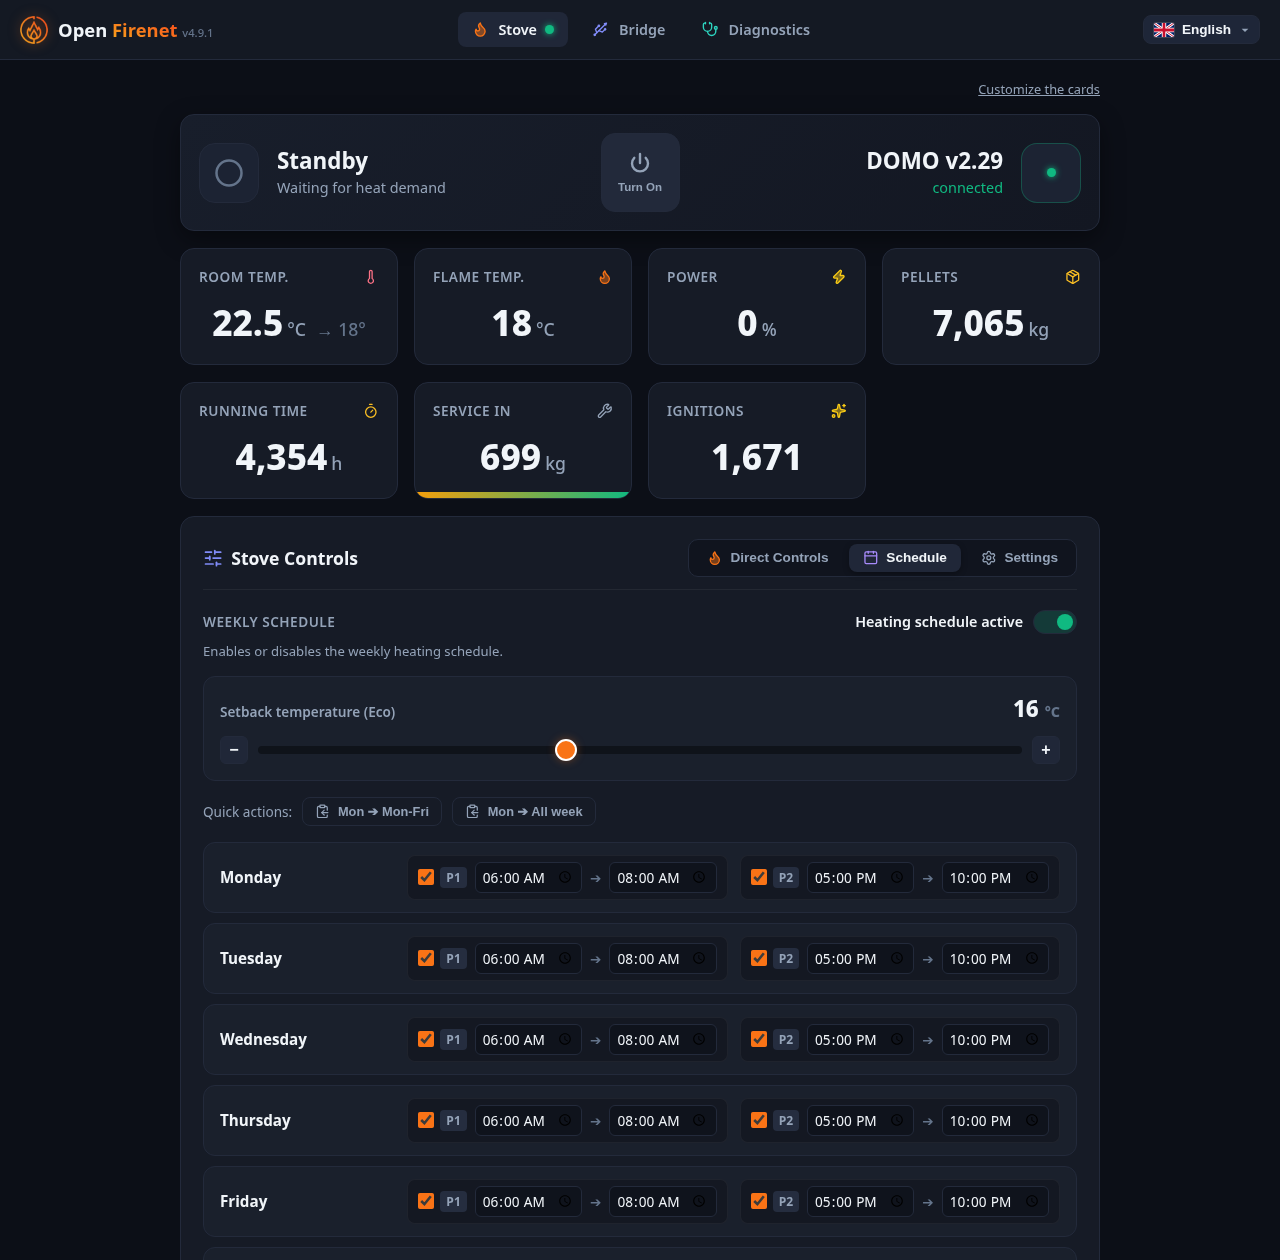 Open Firenet v4.9.1
Stove
Bridge
Diagnostics
English
Customize the cards
Standby
Waiting for heat demand
Turn On
DOMO v2.29
connected
ROOM TEMP.
22.5 °C → 18°
FLAME TEMP.
18 °C
POWER
0 %
PELLETS
7,065 kg
RUNNING TIME
4,354 h
SERVICE IN
699 kg
IGNITIONS
1,671
Stove Controls
Direct Controls
Schedule
Settings
WEEKLY SCHEDULE
Heating schedule active
Enables or disables the weekly heating schedule.
Setback temperature (Eco)
16 °C
− +
Quick actions: Mon ➔ Mon-Fri Mon ➔ All week
Monday P1 06:00 AM → 08:00 AM P2 05:00 PM → 10:00 PM
Tuesday P1 06:00 AM → 08:00 AM P2 05:00 PM → 10:00 PM
Wednesday P1 06:00 AM → 08:00 AM P2 05:00 PM → 10:00 PM
Thursday P1 06:00 AM → 08:00 AM P2 05:00 PM → 10:00 PM
Friday P1 06:00 AM → 08:00 AM P2 05:00 PM → 10:00 PM